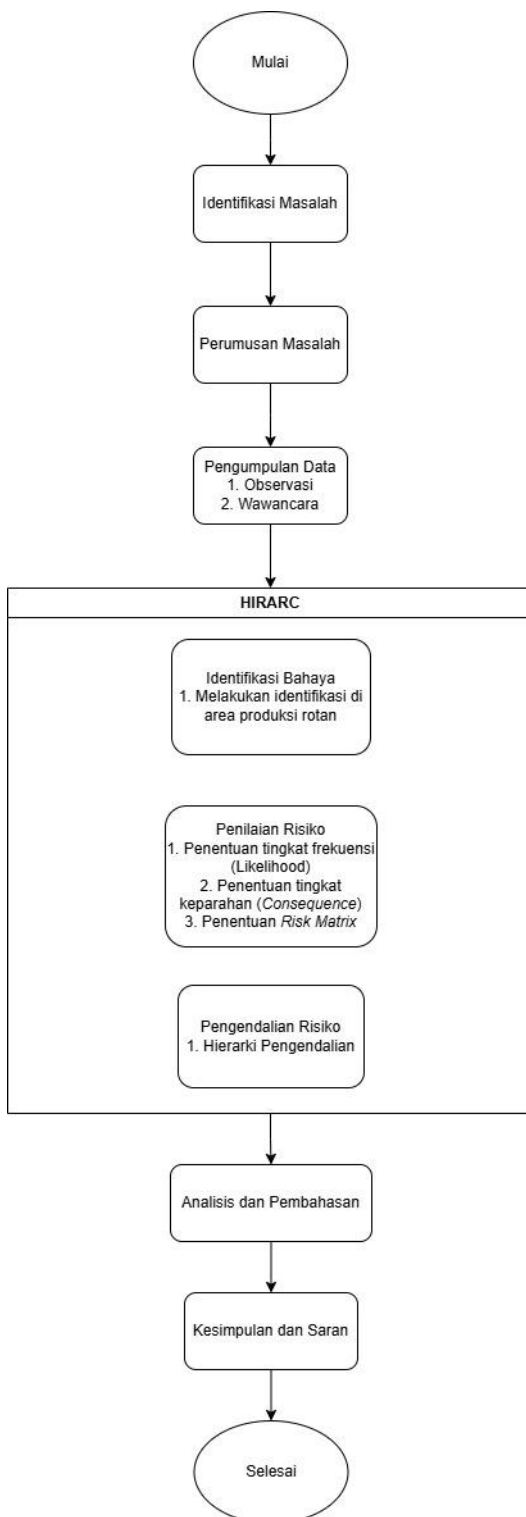 Mulai
Identifikasi Masalah
Perumusan Masalah
Pengumpulan Data
1. Observasi
2. Wawancara
HIRARC
Identifikasi Bahaya
1. Melakukan identifikasi di
area produksi rotan
Penilaian Risiko
1. Penentuan tingkat frekuensi
(Likelihood)
2. Penentuan tingkat
keparahan (Consequence)
3. Penentuan Risk Matrix
Pengendalian Risiko
1. Hierarki Pengendalian
Analisis dan Pembahasan
Kesimpulan dan Saran
Selesai